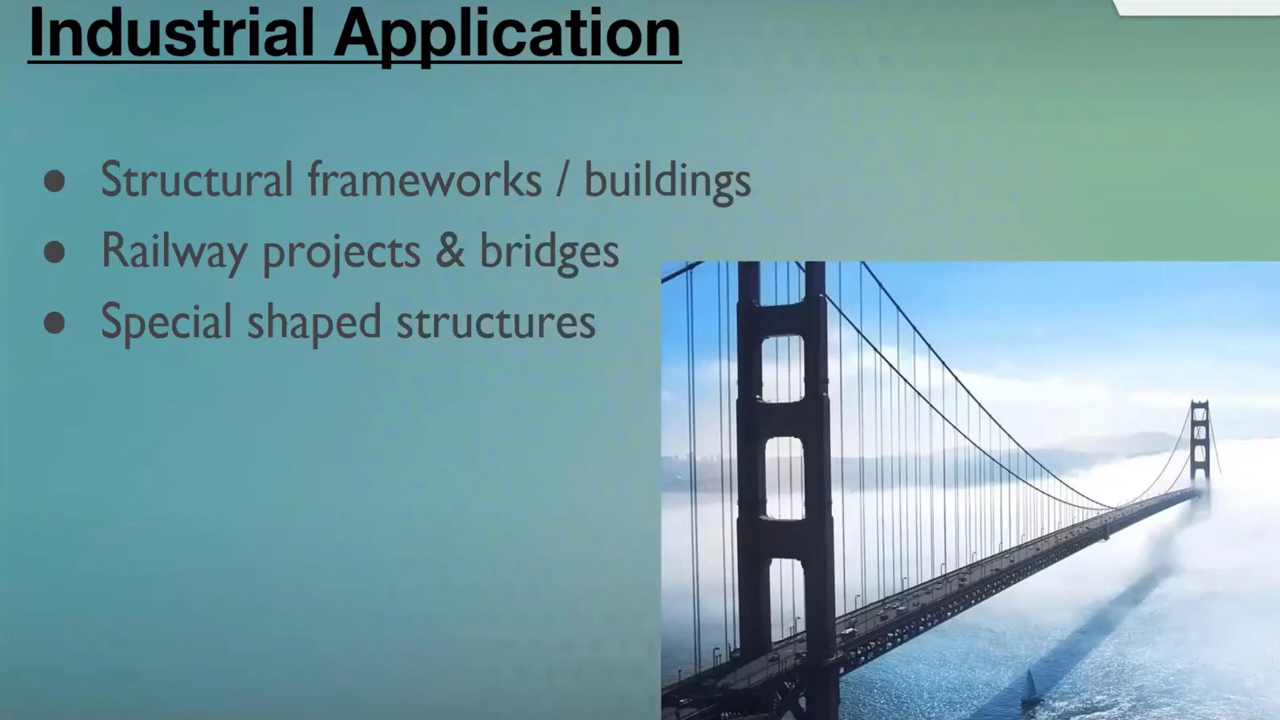 Industrial Application
● Structural frameworks / buildings
● Railway projects & bridges
● Special shaped structures